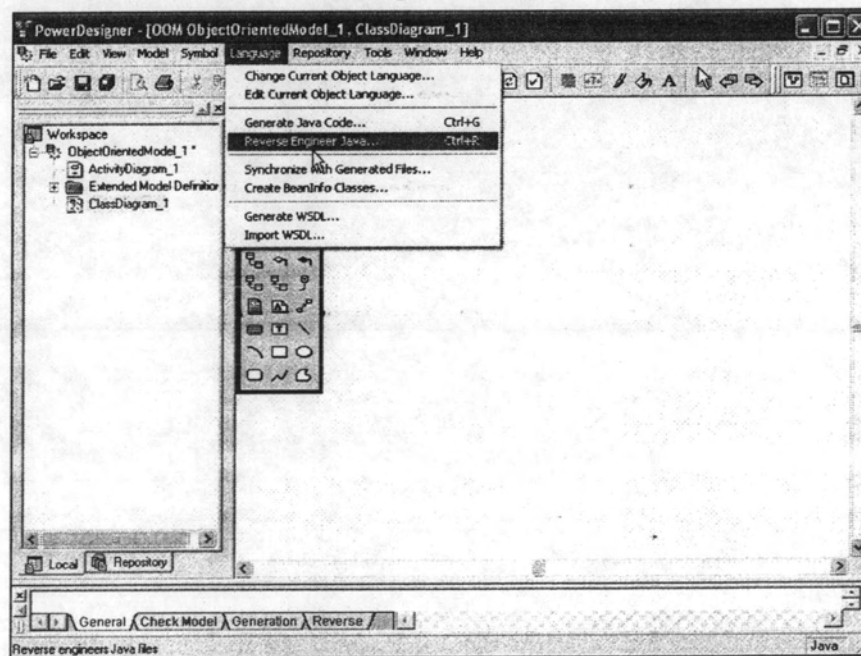 PowerDesigner - [OOM ObjectOrientedModel_1, ClassDiagram_1]
File Edit View Model Symbol Language Repository Tools Window Help
Change Current Object Language...
Edit Current Object Language...
Generate Java Code... Ctrl+G
Reverse Engineer Java... Ctrl+R
Synchronize with Generated Files...
Create BeanInfo Classes...
Generate WSDL...
Import WSDL...
Workspace
ObjectOrientedModel_1 *
ActivityDiagram_1
Extended Model Definition
ClassDiagram_1
Local Repository
General Check Model Generation Reverse
Reverse engineers Java files Java